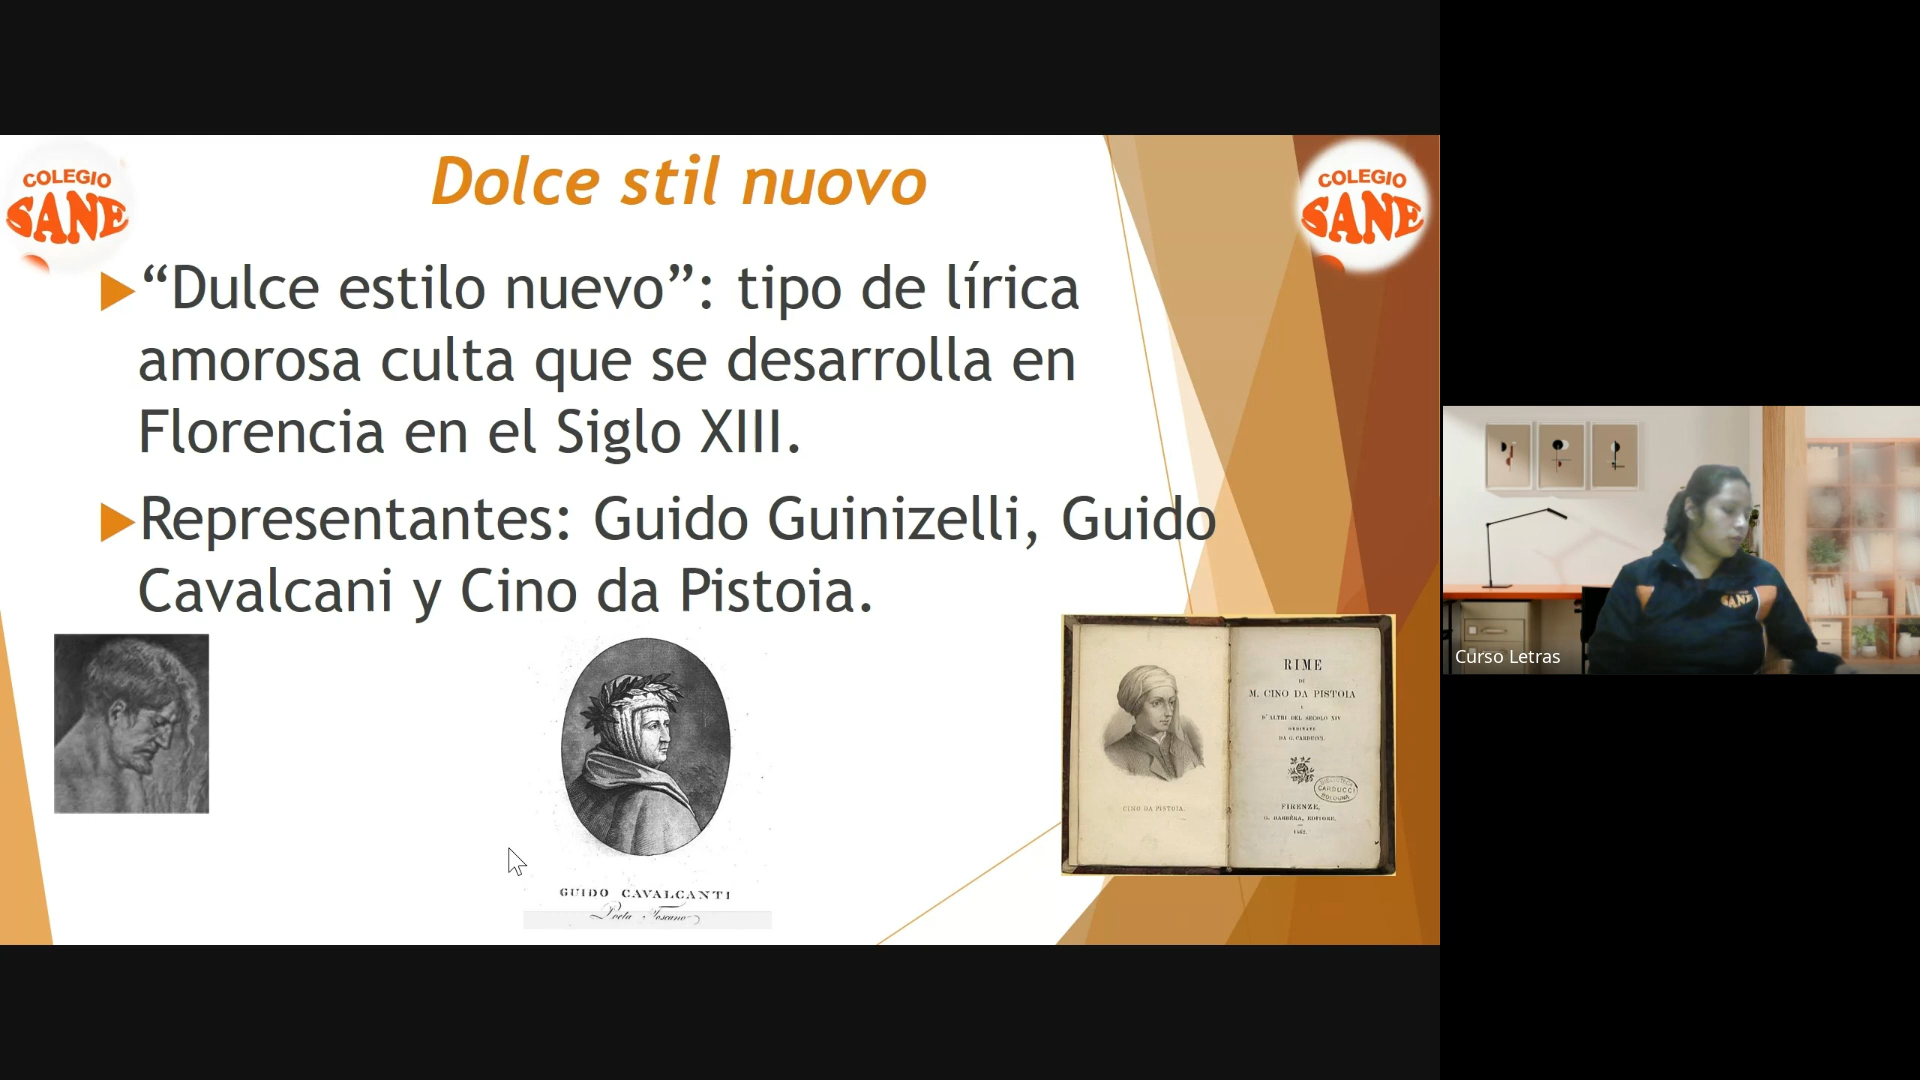 COLEGIO
SANE
Dolce stil nuovo
COLEGIO
SANE
“Dulce estilo nuevo”: tipo de lírica
amorosa culta que se desarrolla en
Florencia en el Siglo XIII.
Representantes: Guido Guinizelli, Guido
Cavalcani y Cino da Pistoia.
GUIDO CAVALCANTI
Poeta Toscano
CINO DA PISTOIA.
RIME
DI
M. CINO DA PISTOIA
E
D'ALTRI DEL SECOLO XIV
ORDINATE
DA G. CARDUCCI.
CARDUCCI
BOLOGNA
FIRENZE,
G. BARBÈRA, EDITORE.
1862.
SANE
Curso Letras